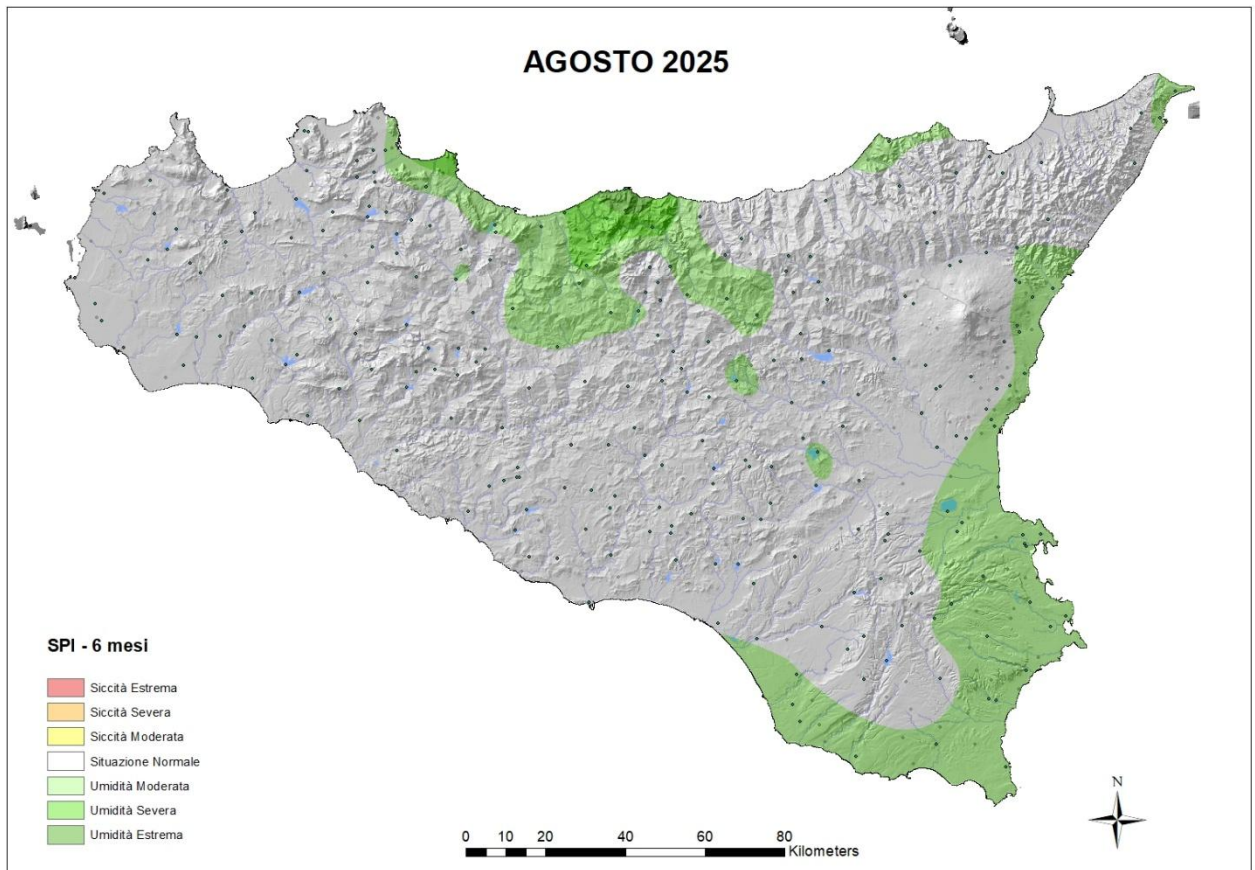 AGOSTO 2025
SPI - 6 mesi
Siccità Estrema
Siccità Severa
Siccità Moderata
Situazione Normale
Umidità Moderata
Umidità Severa
Umidità Estrema
N
0 10 20 40 60 80
Kilometers